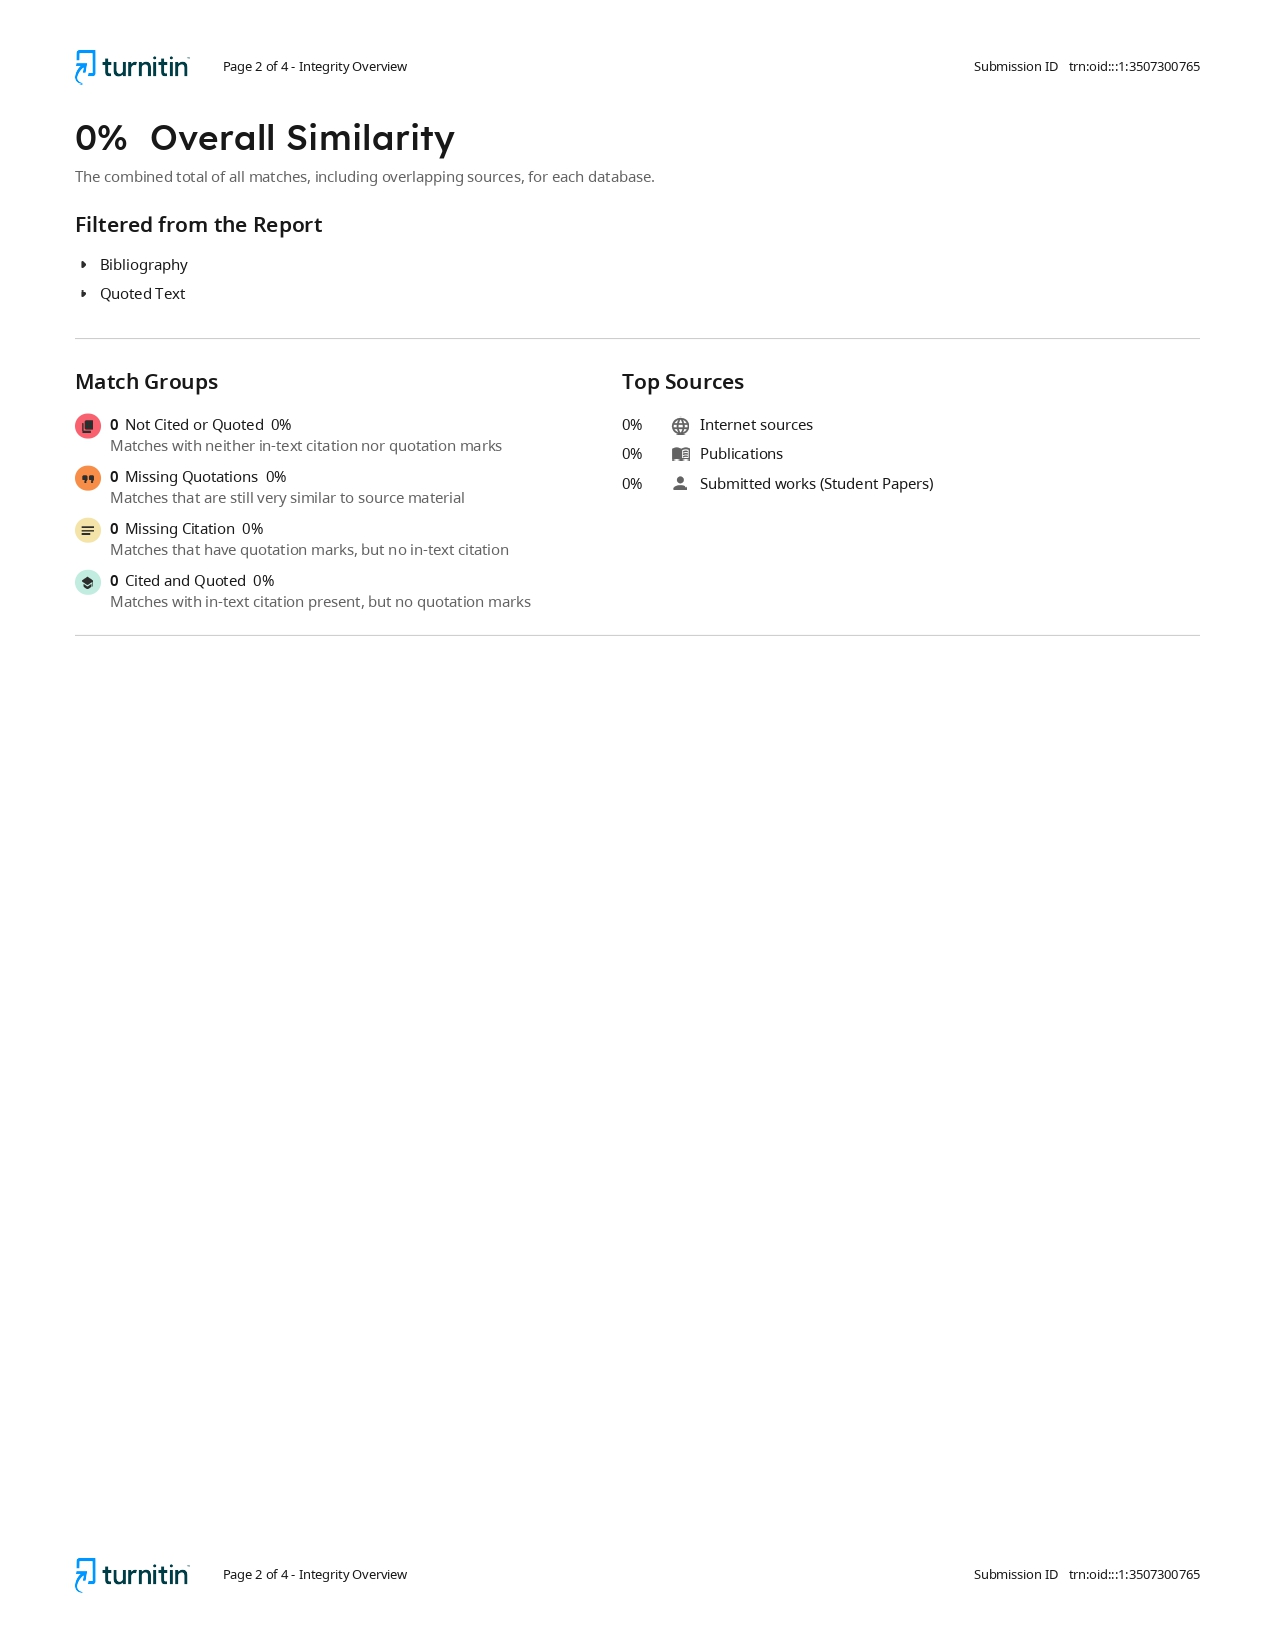 turnitin Page 2 of 4 - Integrity Overview Submission ID trn:oid:::1:3507300765
0% Overall Similarity
The combined total of all matches, including overlapping sources, for each database.
Filtered from the Report
Bibliography
Quoted Text
Match Groups
0 Not Cited or Quoted 0%
Matches with neither in-text citation nor quotation marks
0 Missing Quotations 0%
Matches that are still very similar to source material
0 Missing Citation 0%
Matches that have quotation marks, but no in-text citation
0 Cited and Quoted 0%
Matches with in-text citation present, but no quotation marks
Top Sources
0% Internet sources
0% Publications
0% Submitted works (Student Papers)
turnitin Page 2 of 4 - Integrity Overview Submission ID trn:oid:::1:3507300765